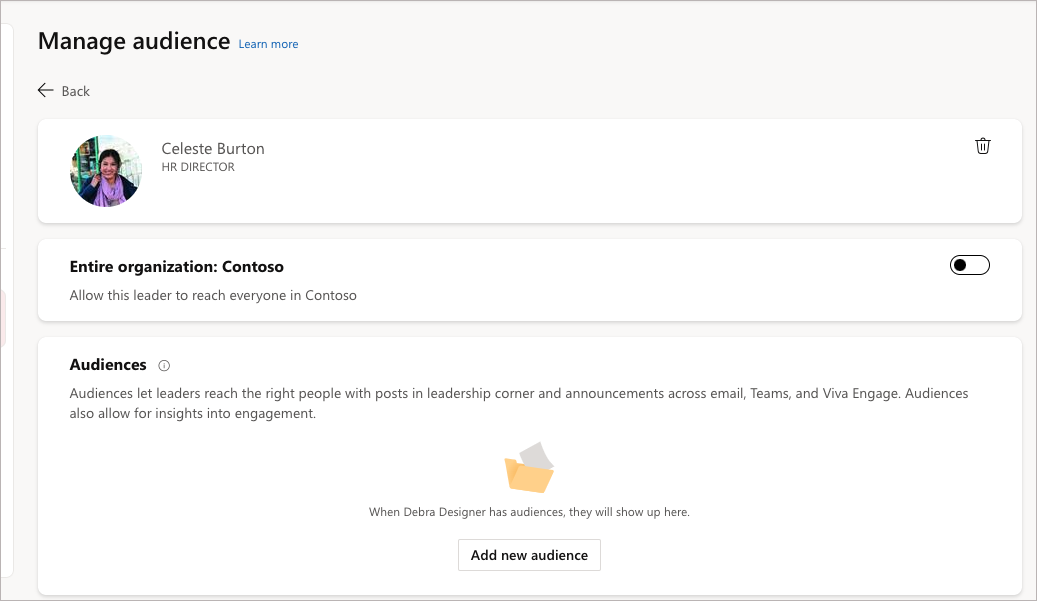 Manage audience Learn more
Back
Celeste Burton
HR DIRECTOR
Entire organization: Contoso
Allow this leader to reach everyone in Contoso
Audiences
Audiences let leaders reach the right people with posts in leadership corner and announcements across email, Teams, and Viva Engage. Audiences
also allow for insights into engagement.
When Debra Designer has audiences, they will show up here.
Add new audience